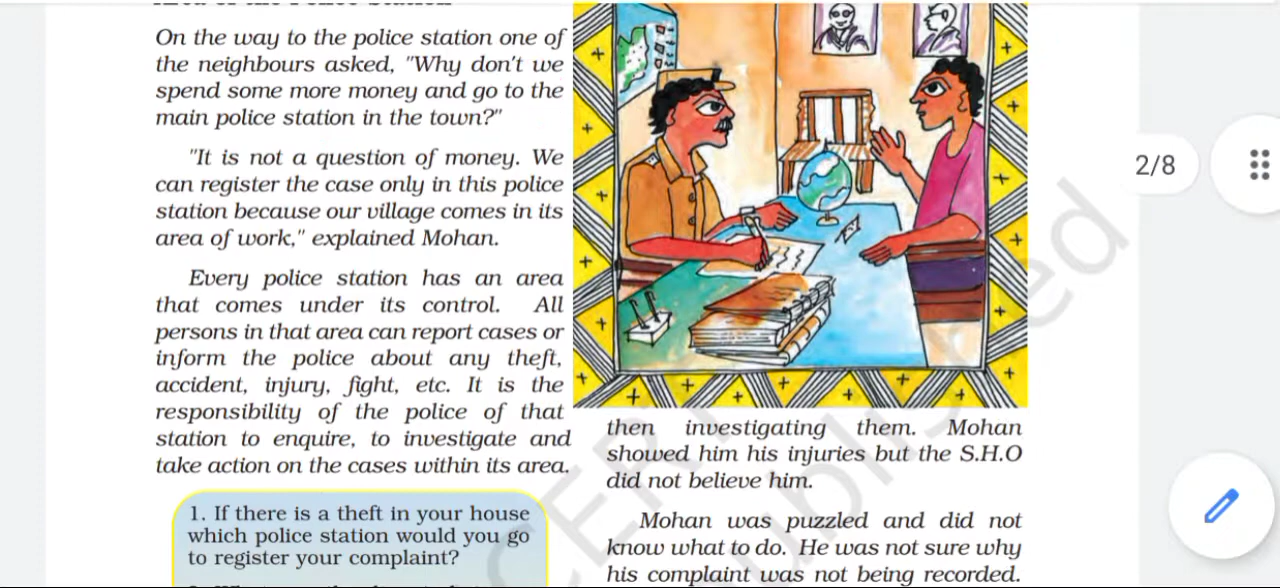 On the way to the police station one of
the neighbours asked, "Why don't we
spend some more money and go to the
main police station in the town?"
"It is not a question of money. We
can register the case only in this police
station because our village comes in its
area of work," explained Mohan.
Every police station has an area
that comes under its control. All
persons in that area can report cases or
inform the police about any theft,
accident, injury, fight, etc. It is the
responsibility of the police of that
station to enquire, to investigate and
take action on the cases within its area.
1. If there is a theft in your house
which police station would you go
to register your complaint?
then investigating them. Mohan
showed him his injuries but the S.H.O
did not believe him.
Mohan was puzzled and did not
know what to do. He was not sure why
his complaint was not being recorded.
2/8